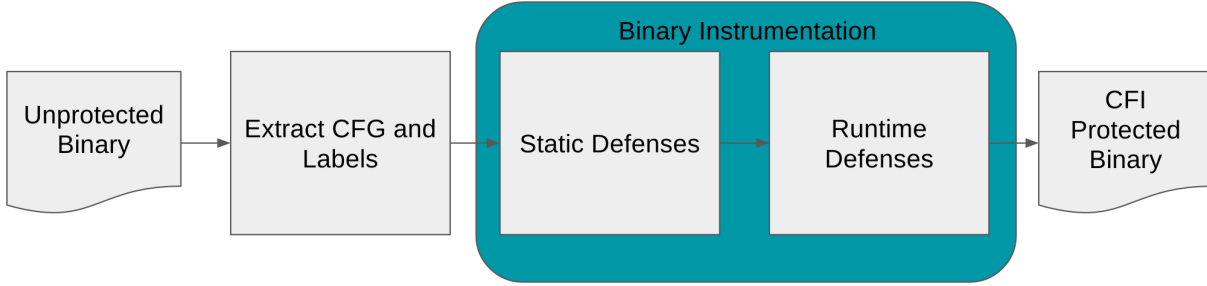 Binary Instrumentation
Unprotected
Binary
Extract CFG and
Labels
Static Defenses
Runtime
Defenses
CFI
Protected
Binary